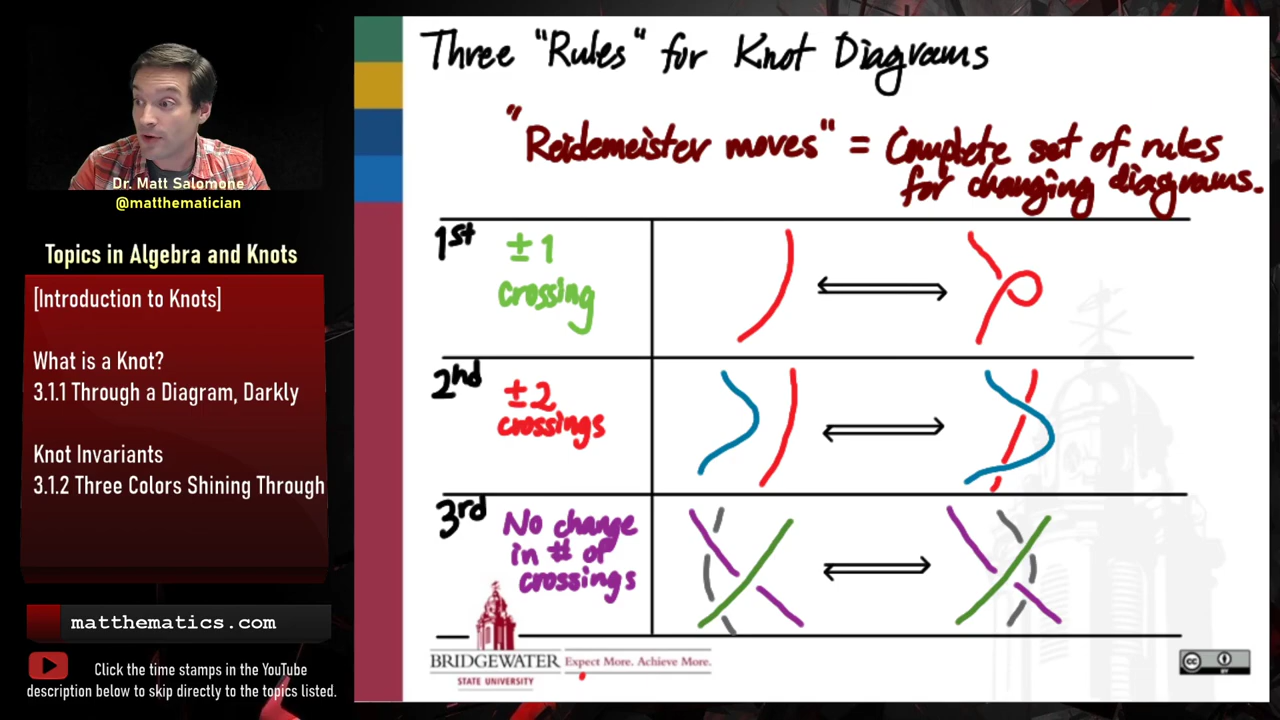 Three "Rules" for Knot Diagrams
"Reidemeister moves" = Complete set of rules
for changing diagrams.
Dr. Matt Salomone
@matthematician
Topics in Algebra and Knots
[Introduction to Knots]
What is a Knot?
3.1.1 Through a Diagram, Darkly
Knot Invariants
3.1.2 Three Colors Shining Through
matthematics.com
Click the time stamps in the YouTube
description below to skip directly to the topics listed.
1st ±1
crossing
2nd ±2
crossings
3rd No change
in # of
crossings
BRIDGEWATER
STATE UNIVERSITY
Expect More. Achieve More.
cc
BY